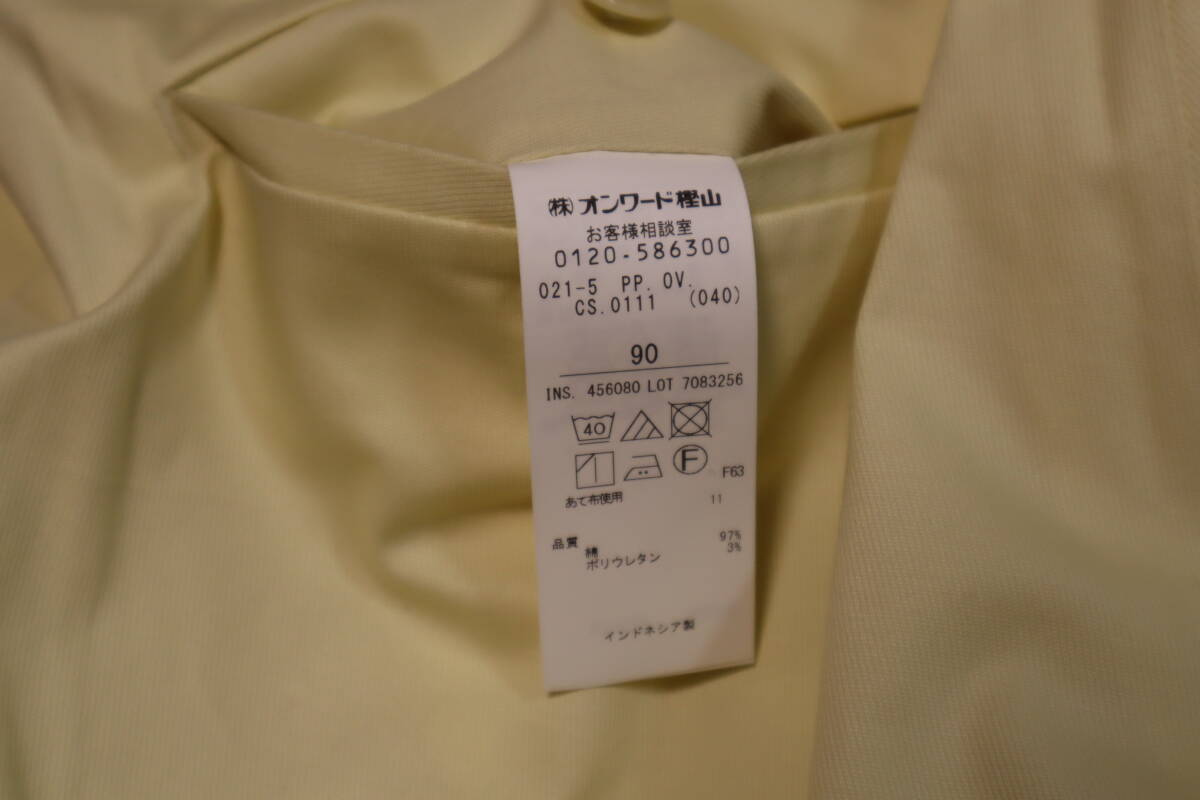 ㈱オンワード樫山
お客様相談室
0120-586300
021-5 PP. OV.
CS. 0111 (040)
90
INS. 456080 LOT 7083256
40
F
F63
あて布使用 11
品質
綿 97%
ポリウレタン 3%
インドネシア製